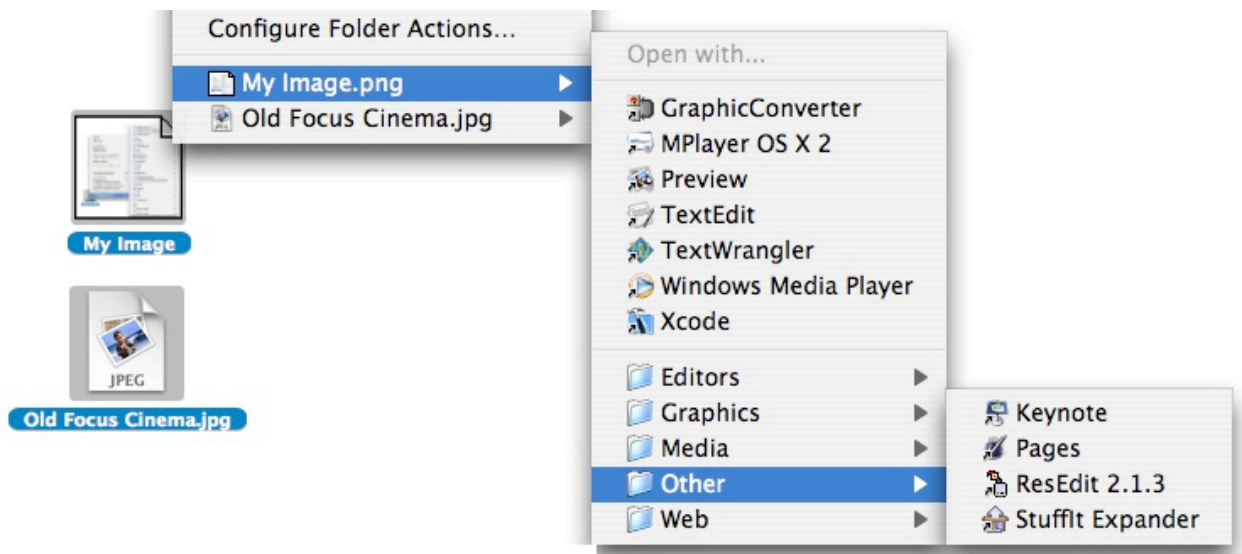 Configure Folder Actions...
My Image.png
Old Focus Cinema.jpg
My Image
JPEG
Old Focus Cinema.jpg
Open with...
GraphicConverter
MPlayer OS X 2
Preview
TextEdit
TextWrangler
Windows Media Player
Xcode
Editors
Graphics
Media
Other
Web
Keynote
Pages
ResEdit 2.1.3
StuffIt Expander